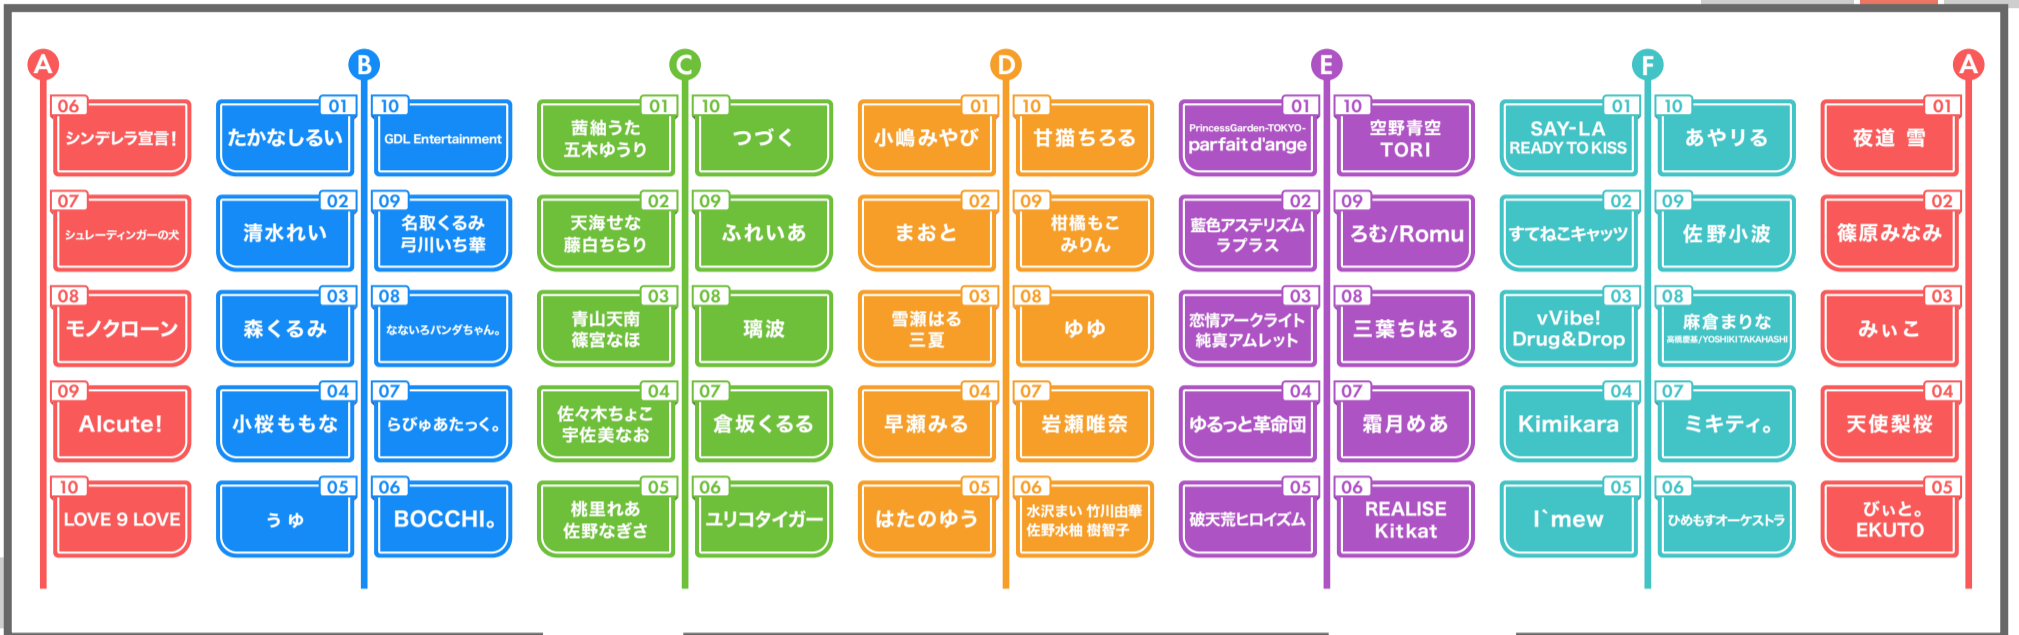 A
B
C
D
E
F
A
06
シンデレラ宣言！
07
シュレーディンガーの犬
08
モノクローン
09
Alcute!
10
LOVE 9 LOVE
01
たかなしるい
02
清水れい
03
森くるみ
04
小桜ももな
05
うゆ
10
GDL Entertainment
09
名取くるみ
弓川いち華
08
なないろパンダちゃん。
07
らびゅあたっく。
06
BOCCHI。
01
茜紬うた
五木ゆうり
02
天海せな
藤白ちらり
03
青山天南
篠宮なほ
04
佐々木ちょこ
宇佐美なお
05
桃里れあ
佐野なぎさ
10
つづく
09
ふれいあ
08
璃波
07
倉坂くるる
06
ユリコタイガー
01
小嶋みやび
02
まおと
03
雪瀬はる
三夏
04
早瀬みる
05
はたのゆう
10
甘猫ちろる
09
柑橘もこ
みりん
08
ゆゆ
07
岩瀬唯奈
06
水沢まい 竹川由華
佐野水柚 樹智子
01
PrincessGarden-TOKYO-
parfait d'ange
02
藍色アステリズム
ラプラス
03
恋情アークライト
純真アムレット
04
ゆるっと革命団
05
破天荒ヒロイズム
10
空野青空
TORI
09
ろむ/Romu
08
三葉ちはる
07
霜月めあ
06
REALISE
Kitkat
01
SAY-LA
READY TO KISS
02
すてねこキャッツ
03
vVibe!
Drug&Drop
04
Kimikara
05
I`mew
10
あやりる
09
佐野小波
08
麻倉まりな
高橋慶基/YOSHIKI TAKAHASHI
07
ミキティ。
06
ひめもすオーケストラ
01
夜道 雪
02
篠原みなみ
03
みぃこ
04
天使梨桜
05
びぃと。
EKUTO